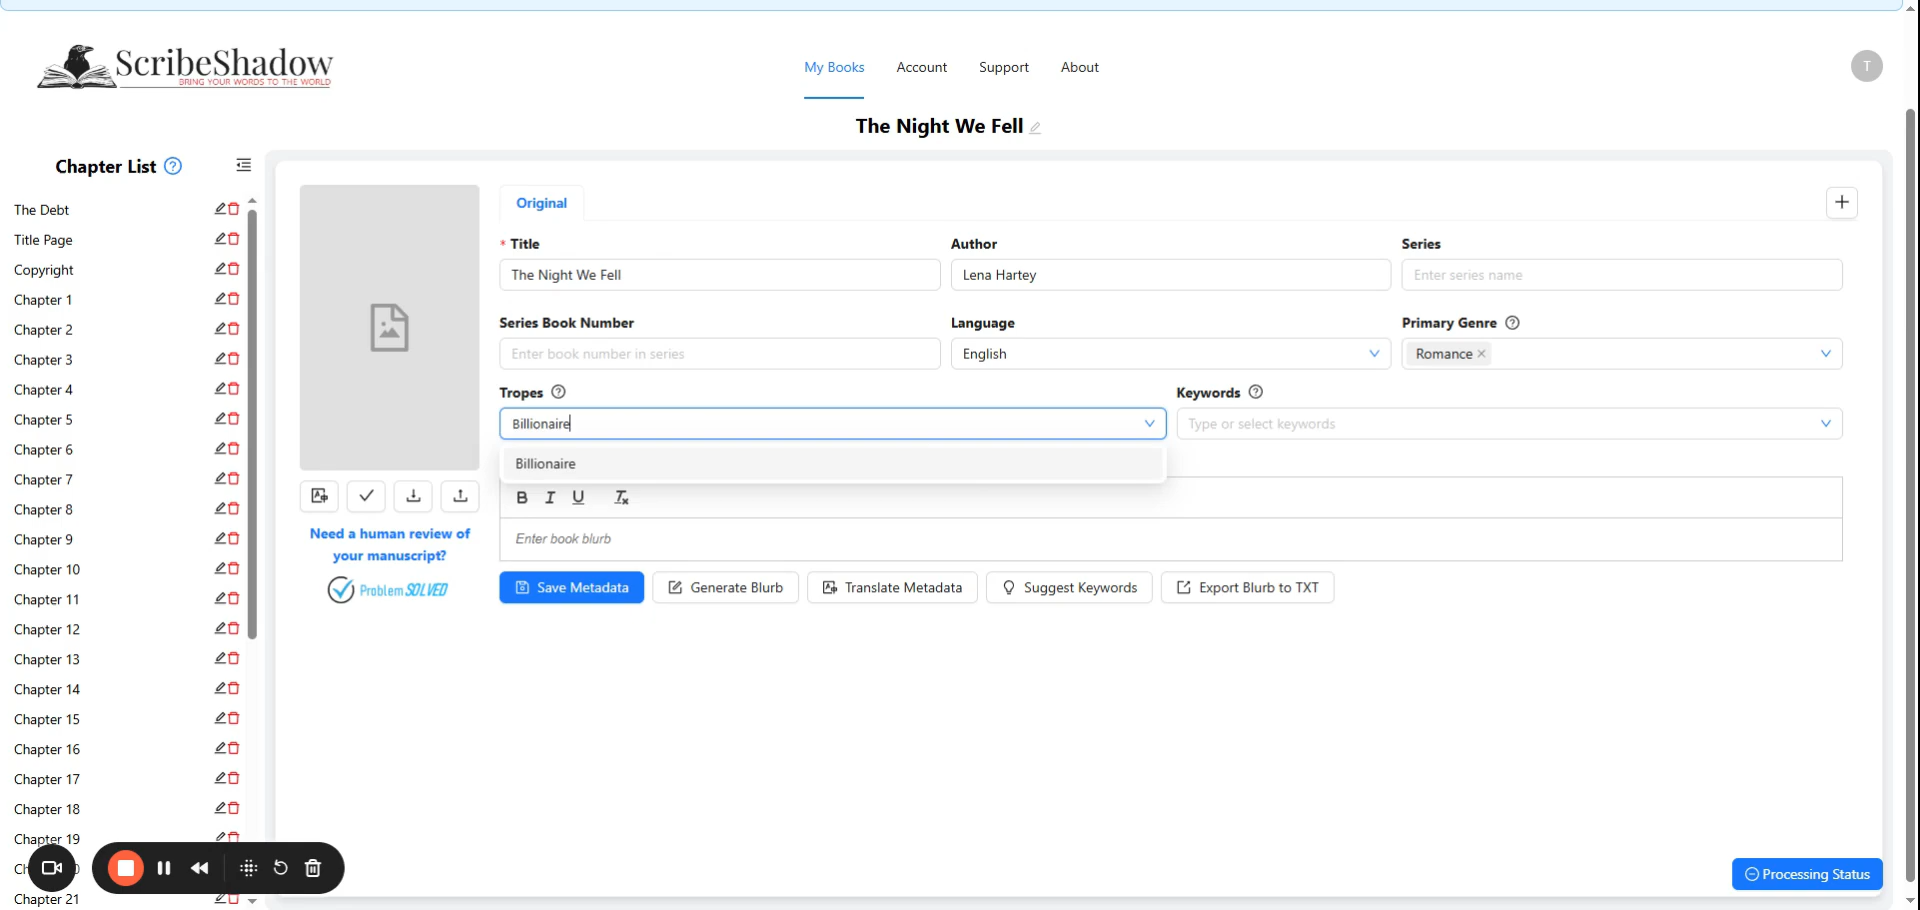 ScribeShadow
BRING YOUR WORDS TO THE WORLD
My Books
Account
Support
About
T
The Night We Fell
Chapter List
The Debt
Title Page
Copyright
Chapter 1
Chapter 2
Chapter 3
Chapter 4
Chapter 5
Chapter 6
Chapter 7
Chapter 8
Chapter 9
Chapter 10
Chapter 11
Chapter 12
Chapter 13
Chapter 14
Chapter 15
Chapter 16
Chapter 17
Chapter 18
Chapter 19
Chapter 21
Need a human review of
your manuscript?
Problem SOLVED
Original
* Title
Author
Series
The Night We Fell
Lena Hartey
Enter series name
Series Book Number
Language
Primary Genre
Enter book number in series
English
Romance
Tropes
Keywords
Billionaire
Type or select keywords
Billionaire
B I U Tx
Enter book blurb
Save Metadata
Generate Blurb
Translate Metadata
Suggest Keywords
Export Blurb to TXT
Processing Status